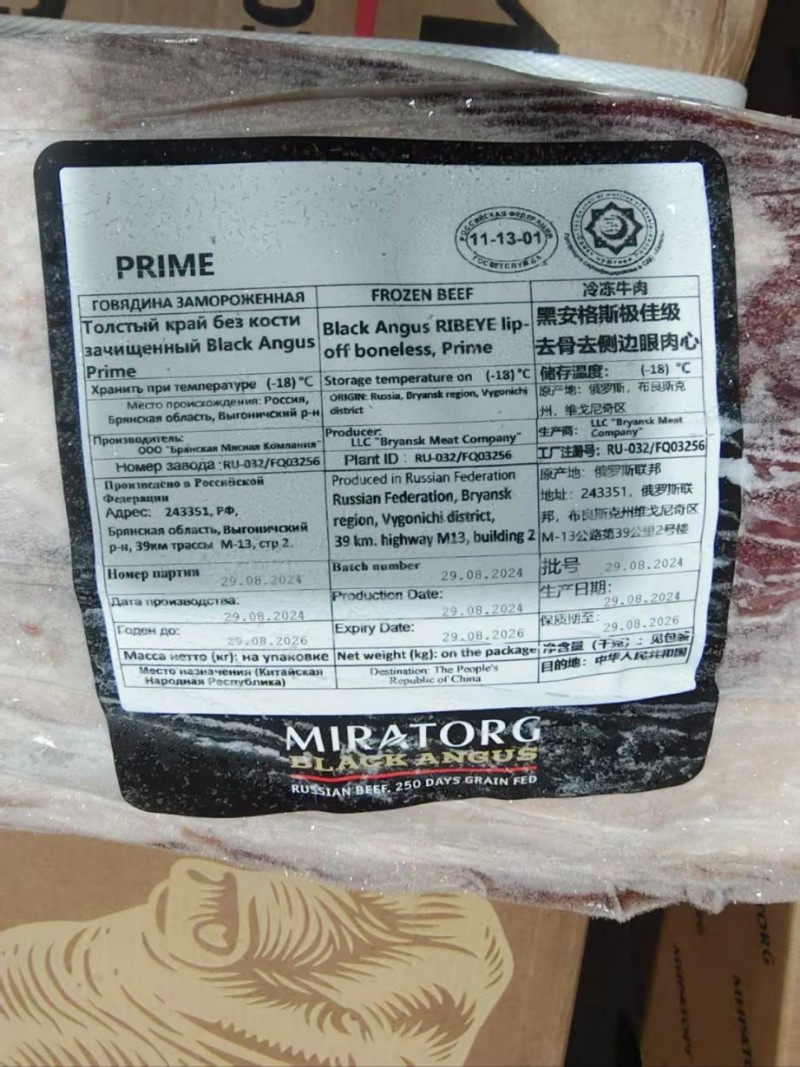 РОССИЙСКАЯ ФЕДЕРАЦИЯ
11-13-01
ГОСВЕТСЛУЖБА
PRIME
ГОВЯДИНА ЗАМОРОЖЕННАЯ
Толстый край без кости
зачищенный Black Angus
Prime
Хранить при температуре (-18) °C
Место происхождения: Россия,
Брянская область, Выгоничский р-н
Производитель:
ООО "Брянская Мясная Компания"
Номер завода :RU-032/FQ03256
Произведено в Российской
Федерации
Адрес: 243351, РФ,
Брянская область, Выгоничский
р-н, 39км трассы М-13, стр 2.
Номер партии
29.08.2024
Дата производства:
29.08.2024
Годен до:
29.08.2026
Масса нетто (кг): на упаковке
Место назначения (Китайская
Народная Республика)
FROZEN BEEF
Black Angus RIBEYE lip-
off boneless, Prime
Storage temperature on (-18) °C
ORIGIN: Russia, Bryansk region, Vygonichi
district
Producer:
LLC "Bryansk Meat Company"
Plant ID : RU-032/FQ03256
Produced in Russian Federation
Russian Federation, Bryansk
region, Vygonichi district,
39 km. highway M13, building 2
Batch number
29.08.2024
Production Date:
29.08.2024
Expiry Date:
29.08.2026
Net weight (kg): on the package
Destination: The People's
Republic of China
冷冻牛肉
黑安格斯极佳级
去骨去侧边眼肉心
储存温度: (-18) °C
原产地: 俄罗斯, 布良斯克
州, 维戈尼奇区
生产商: LLC "Bryansk Meat
Company"
工厂注册号: RU-032/FQ03256
原产地: 俄罗斯联邦
地址: 243351, 俄罗斯联
邦, 布良斯克州维戈尼奇区
M-13公路第39公里2号楼
批号 29.08.2024
生产日期:
29.08.2024
保质期至:
29.08.2026
净含量 (千克): 见包装
目的地: 中华人民共和国
MIRATORG
BLACK ANGUS
RUSSIAN BEEF. 250 DAYS GRAIN FED